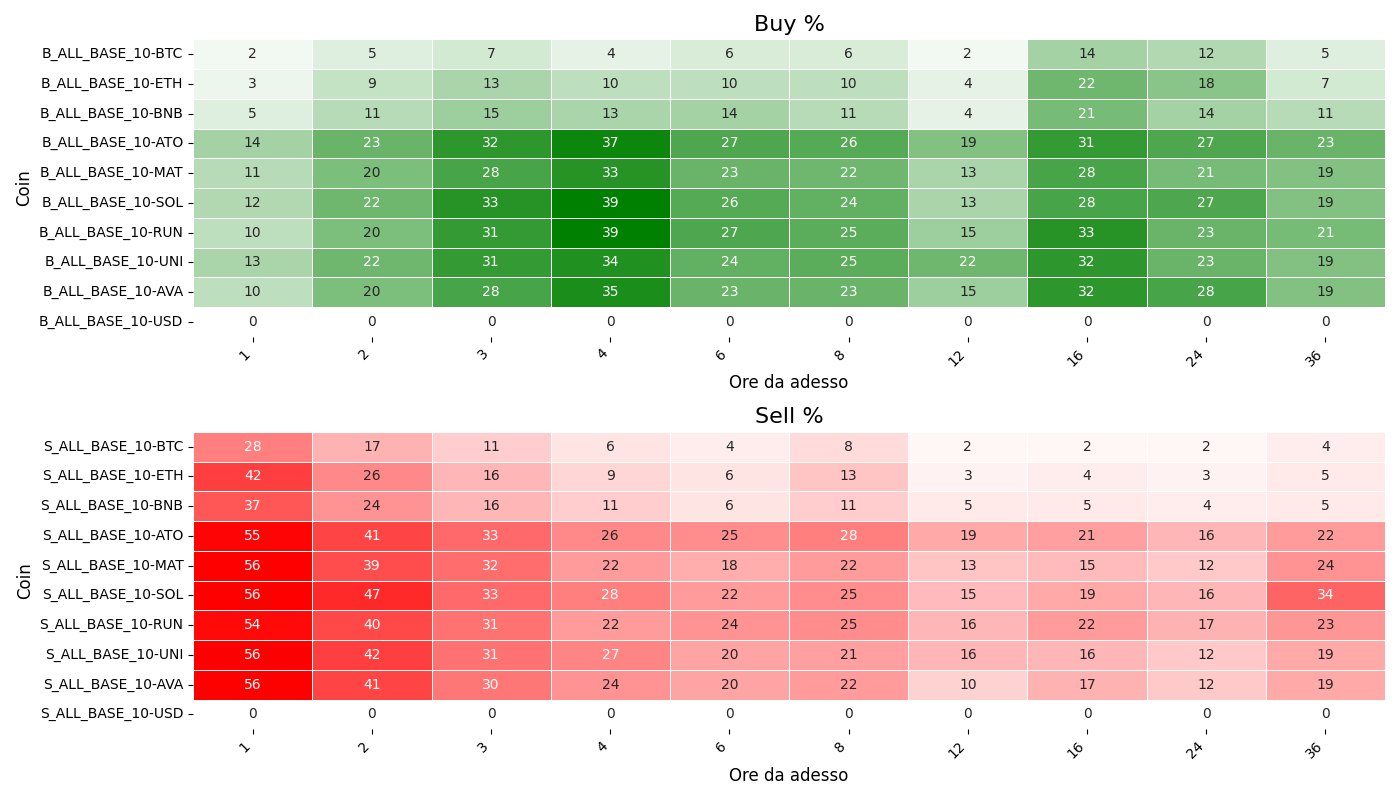 Buy %
Coin
B_ALL_BASE_10-BTC 2 5 7 4 6 6 2 14 12 5
B_ALL_BASE_10-ETH 3 9 13 10 10 10 4 22 18 7
B_ALL_BASE_10-BNB 5 11 15 13 14 11 4 21 14 11
B_ALL_BASE_10-ATO 14 23 32 37 27 26 19 31 27 23
B_ALL_BASE_10-MAT 11 20 28 33 23 22 13 28 21 19
B_ALL_BASE_10-SOL 12 22 33 39 26 24 13 28 27 19
B_ALL_BASE_10-RUN 10 20 31 39 27 25 15 33 23 21
B_ALL_BASE_10-UNI 13 22 31 34 24 25 22 32 23 19
B_ALL_BASE_10-AVA 10 20 28 35 23 23 15 32 28 19
B_ALL_BASE_10-USD 0 0 0 0 0 0 0 0 0 0
1 2 3 4 6 8 12 16 24 36
Ore da adesso
Sell %
Coin
S_ALL_BASE_10-BTC 28 17 11 6 4 8 2 2 2 4
S_ALL_BASE_10-ETH 42 26 16 9 6 13 3 4 3 5
S_ALL_BASE_10-BNB 37 24 16 11 6 11 5 5 4 5
S_ALL_BASE_10-ATO 55 41 33 26 25 28 19 21 16 22
S_ALL_BASE_10-MAT 56 39 32 22 18 22 13 15 12 24
S_ALL_BASE_10-SOL 56 47 33 28 22 25 15 19 16 34
S_ALL_BASE_10-RUN 54 40 31 22 24 25 16 22 17 23
S_ALL_BASE_10-UNI 56 42 31 27 20 21 16 16 12 19
S_ALL_BASE_10-AVA 56 41 30 24 20 22 10 17 12 19
S_ALL_BASE_10-USD 0 0 0 0 0 0 0 0 0 0
1 2 3 4 6 8 12 16 24 36
Ore da adesso